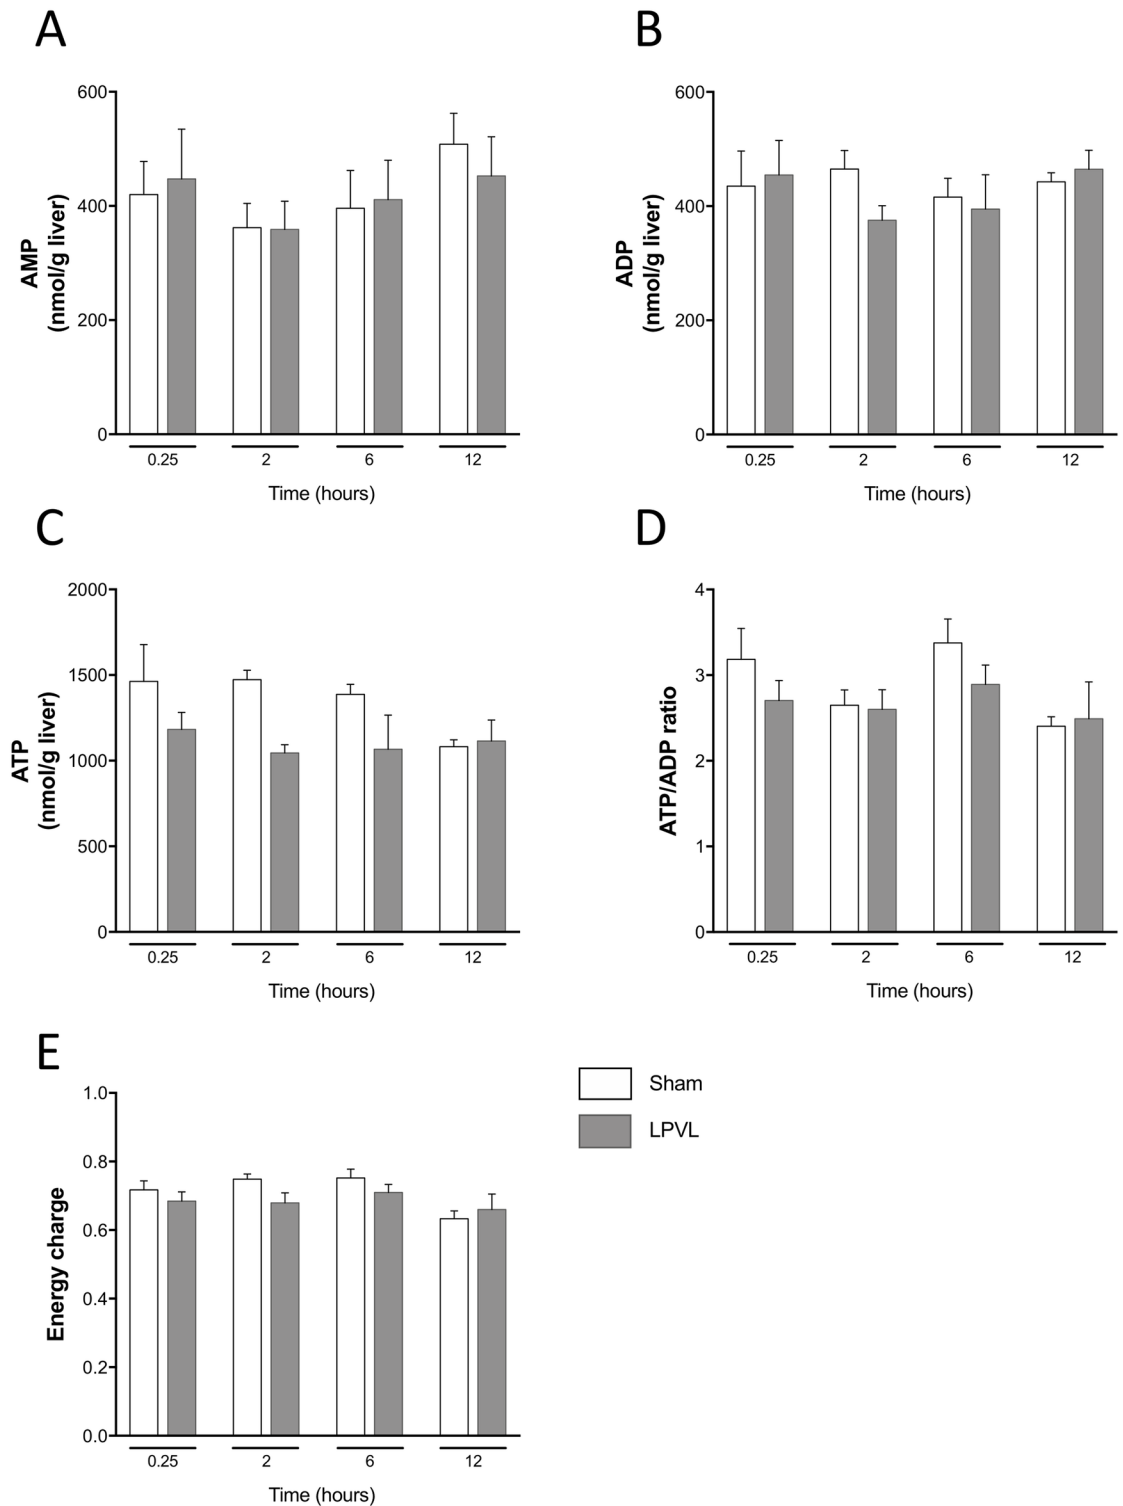 A
600
400
200
0
AMP
(nmol/g liver)
0.25 2 6 12
Time (hours)
B
600
400
200
0
ADP
(nmol/g liver)
0.25 2 6 12
Time (hours)
C
2000
1500
1000
500
0
ATP
(nmol/g liver)
0.25 2 6 12
Time (hours)
D
4
3
2
1
0
ATP/ADP ratio
0.25 2 6 12
Time (hours)
E
1.0
0.8
0.6
0.4
0.2
0.0
Energy charge
0.25 2 6 12
Time (hours)
Sham
LPVL